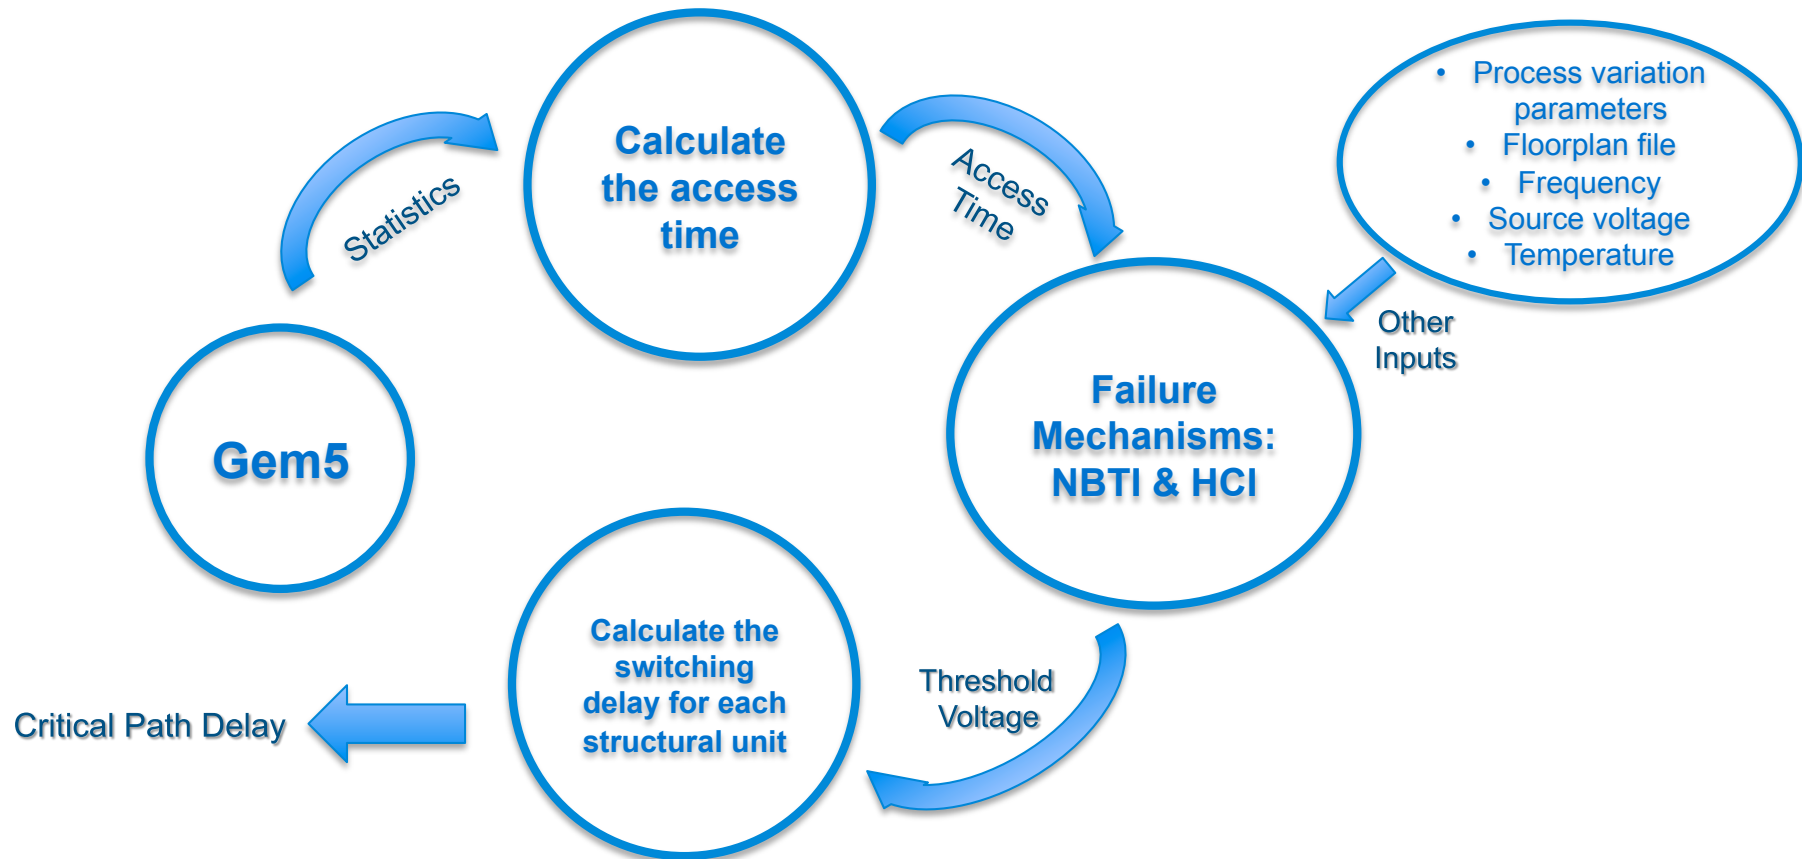 Calculate
the access
time
Statistics
Access
Time
• Process variation
parameters
• Floorplan file
• Frequency
• Source voltage
• Temperature
Other
Inputs
Gem5
Failure
Mechanisms:
NBTI & HCI
Calculate the
switching
delay for each
structural unit
Threshold
Voltage
Critical Path Delay